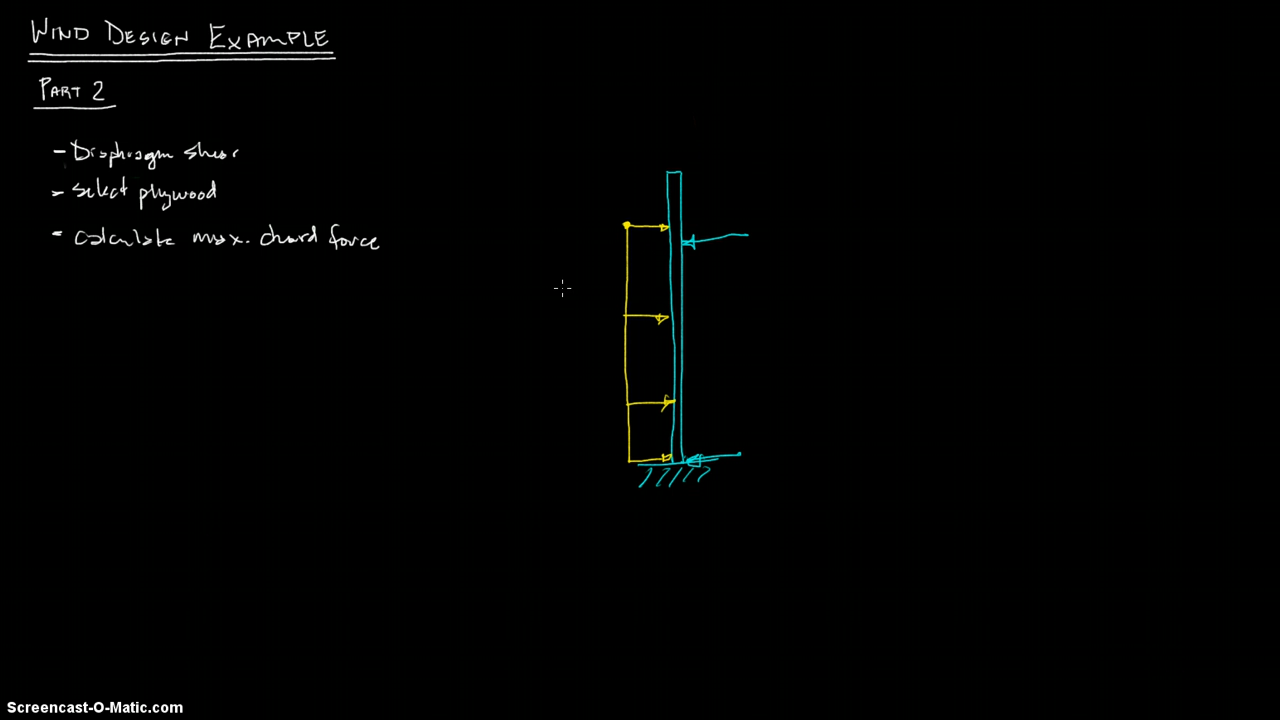 WIND DESIGN EXAMPLE
PART 2
- Diaphragm shear
- select plywood
- calculate max. chord force
Screencast-O-Matic.com